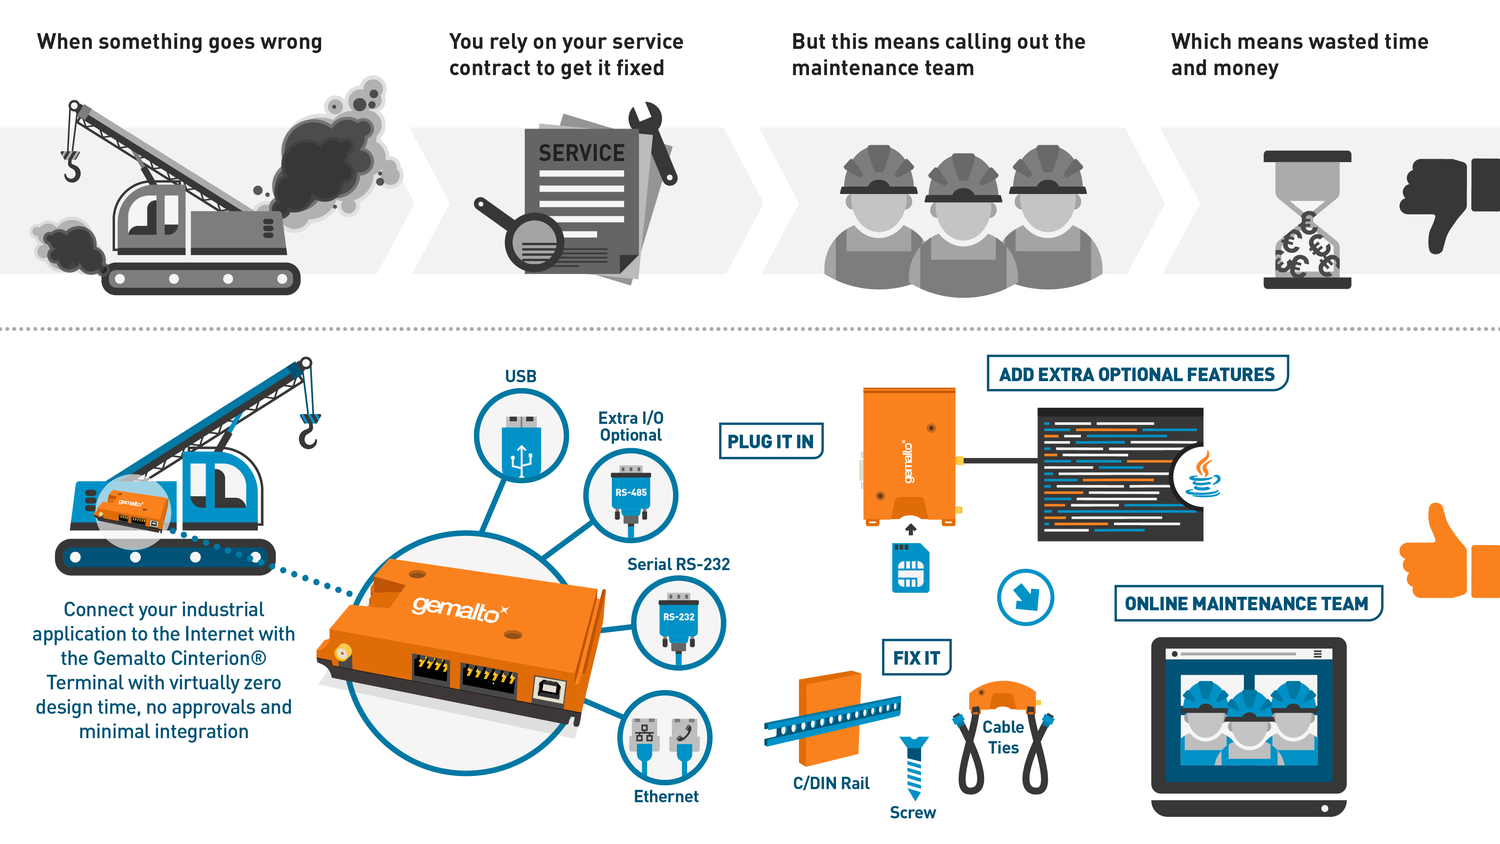 When something goes wrong
You rely on your service
contract to get it fixed
But this means calling out the
maintenance team
Which means wasted time
and money
SERVICE
€
€
€
€
€
€
USB
Extra I/O
Optional
RS-485
Serial RS-232
RS-232
Ethernet
gemalto
gemalto
Connect your industrial
application to the Internet with
the Gemalto Cinterion®
Terminal with virtually zero
design time, no approvals and
minimal integration
PLUG IT IN
gemalto
ADD EXTRA OPTIONAL FEATURES
FIX IT
C/DIN Rail
Screw
Cable
Ties
ONLINE MAINTENANCE TEAM